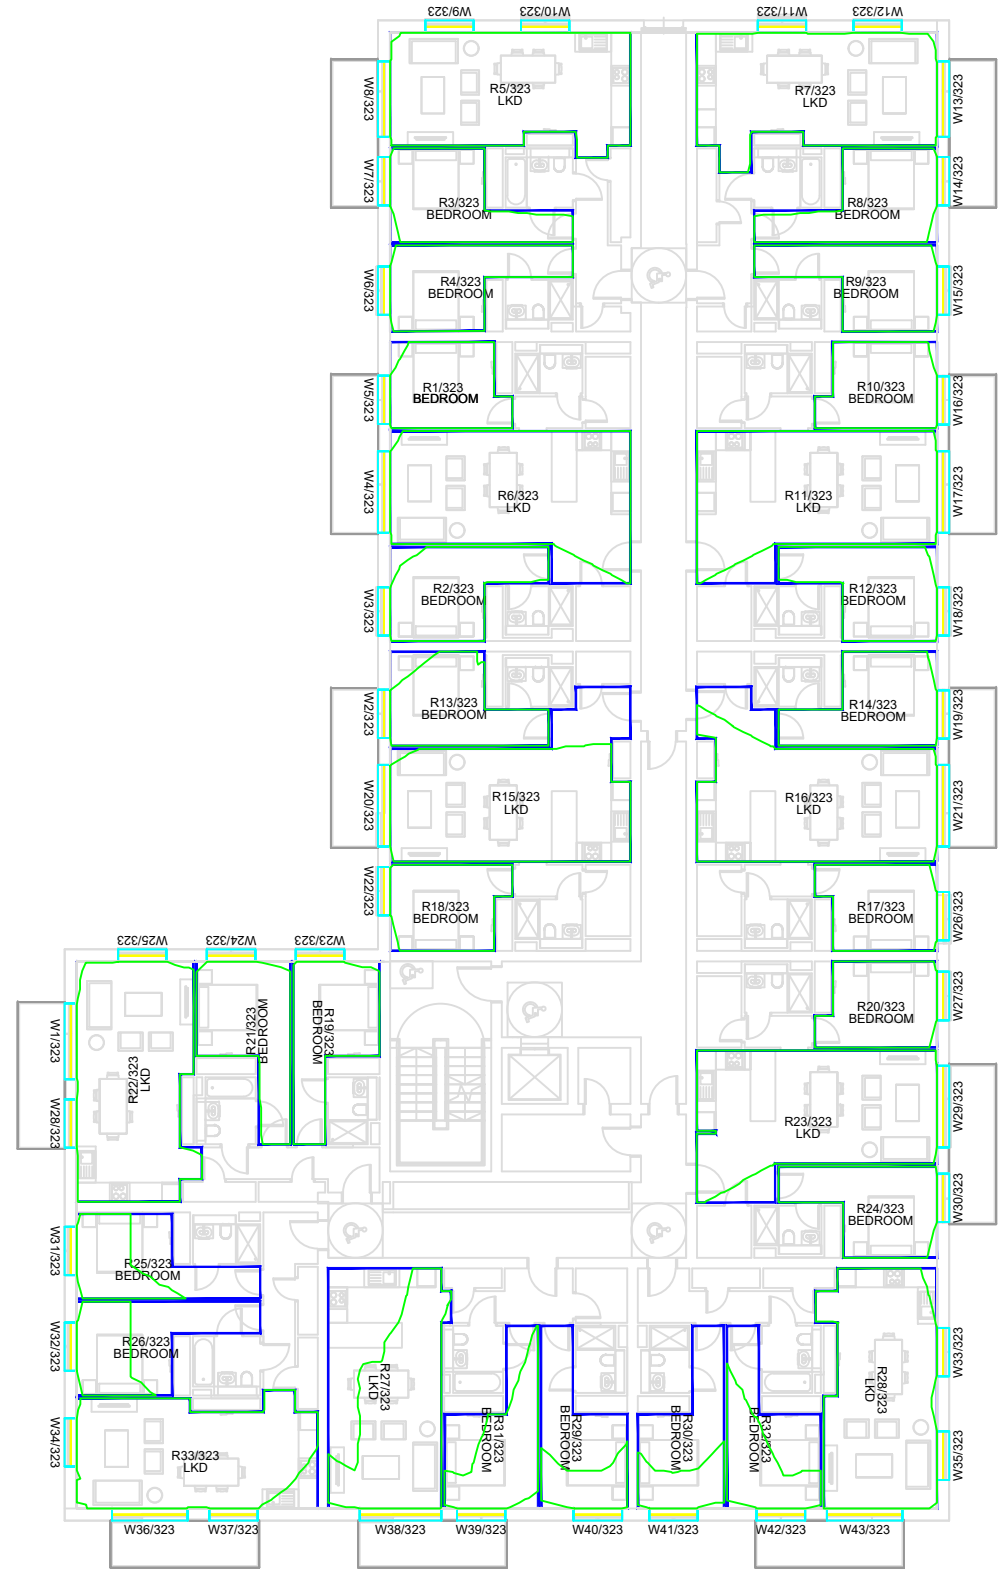 W9/323
W10/323
W11/323
W12/323
W8/323
R5/323
LKD
R7/323
LKD
W13/323
W7/323
R3/323
BEDROOM
R8/323
BEDROOM
W14/323
W6/323
R4/323
BEDROOM
R9/323
BEDROOM
W15/323
W5/323
R1/323
BEDROOM
R10/323
BEDROOM
W16/323
W4/323
R6/323
LKD
R11/323
LKD
W17/323
W3/323
R2/323
BEDROOM
R12/323
BEDROOM
W18/323
W2/323
R13/323
BEDROOM
R14/323
BEDROOM
W19/323
W20/323
R15/323
LKD
R16/323
LKD
W21/323
W22/323
R18/323
BEDROOM
R17/323
BEDROOM
W26/323
W25/323
W24/323
W23/323
W1/323
R22/323
LKD
R21/323
BEDROOM
R19/323
BEDROOM
R20/323
BEDROOM
W27/323
W28/323
R23/323
LKD
W29/323
W31/323
R25/323
BEDROOM
R24/323
BEDROOM
W30/323
W32/323
R26/323
BEDROOM
R27/323
LKD
R28/323
LKD
W33/323
W34/323
R33/323
LKD
R31/323
BEDROOM
R29/323
BEDROOM
R30/323
BEDROOM
R32/323
BEDROOM
W35/323
W36/323
W37/323
W38/323
W39/323
W40/323
W41/323
W42/323
W43/323